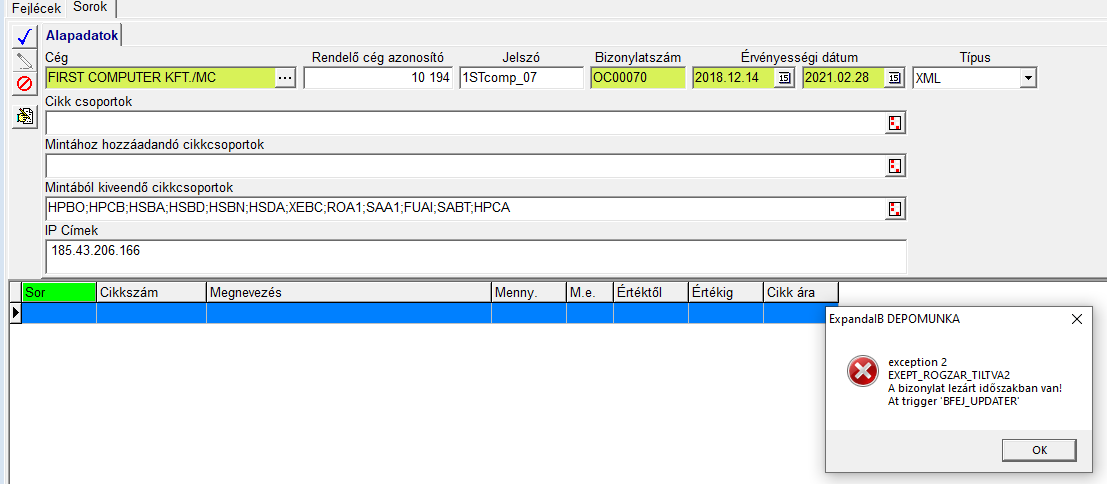 Fejlécek Sorok
Alapadatok
Cég Rendelő cég azonosító Jelszó Bizonylatszám Érvényességi dátum Típus
FIRST COMPUTER KFT./MC ... 10 194 1STcomp_07 OC00070 2018.12.14 15 2021.02.28 15 XML
Cikk csoportok
Mintához hozzáadandó cikkcsoportok
Mintából kiveendő cikkcsoportok
HPBO;HPCB;HSBA;HSBD;HSBN;HSDA;XEBC;ROA1;SAA1;FUAI;SABT;HPCA
IP Címek
185.43.206.166
Sor Cikkszám Megnevezés Menny. M.e. Értéktől Értékig Cikk ára
ExpandaIB DEPOMUNKA
exception 2
EXEPT_ROGZAR_TILTVA2
A bizonylat lezárt időszakban van!
At trigger 'BFEJ_UPDATER'
OK